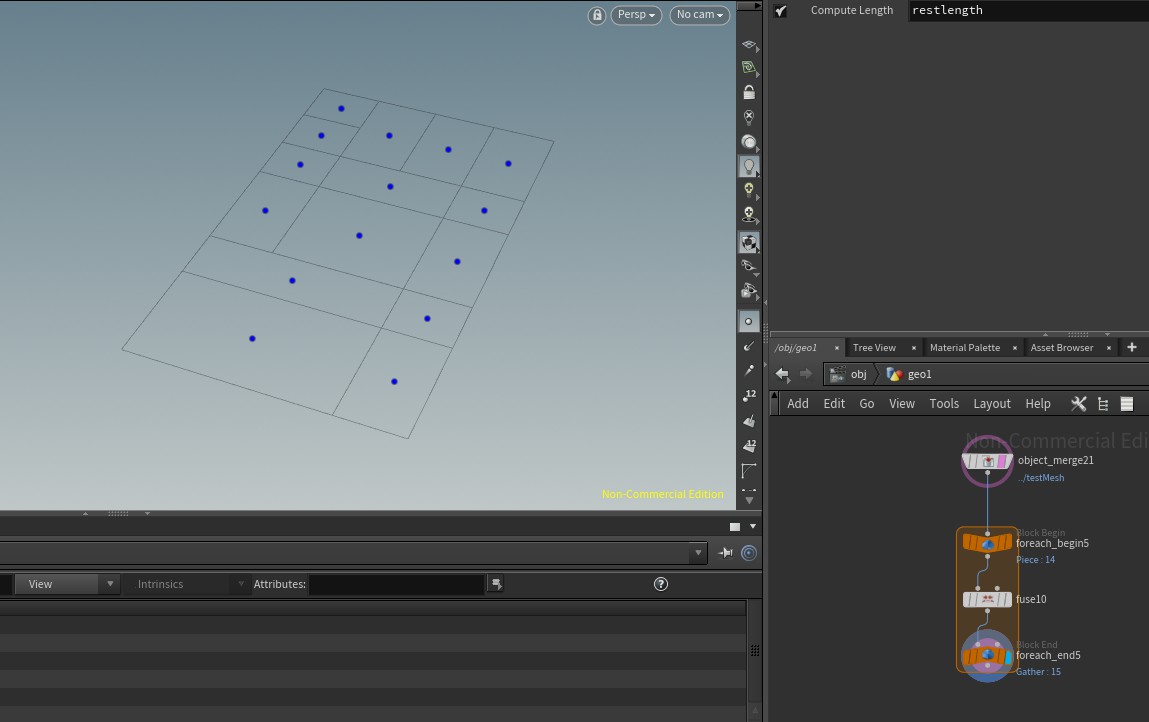 Persp
No cam
Compute Length
restlength
12
12
Non-Commercial Edition
/obj/geo1
Tree View
Material Palette
Asset Browser
obj
geo1
Add
Edit
Go
View
Tools
Layout
Help
Non-Commercial Edi
object_merge21
../testMesh
Block Begin
foreach_begin5
Piece : 14
fuse10
Block End
foreach_end5
Gather : 15
View
Intrinsics
Attributes:
?